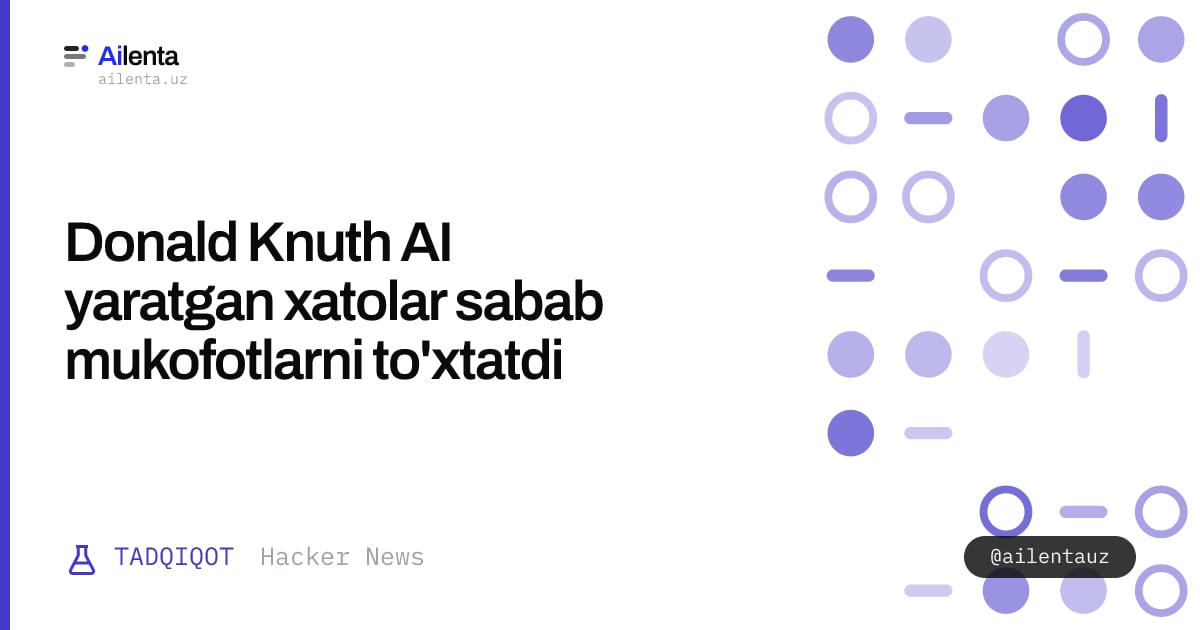 Ailenta
ailenta.uz
Donald Knuth AI
yaratgan xatolar sabab
mukofotlarni to'xtatdi
TADQIQOT Hacker News
@ailentauz